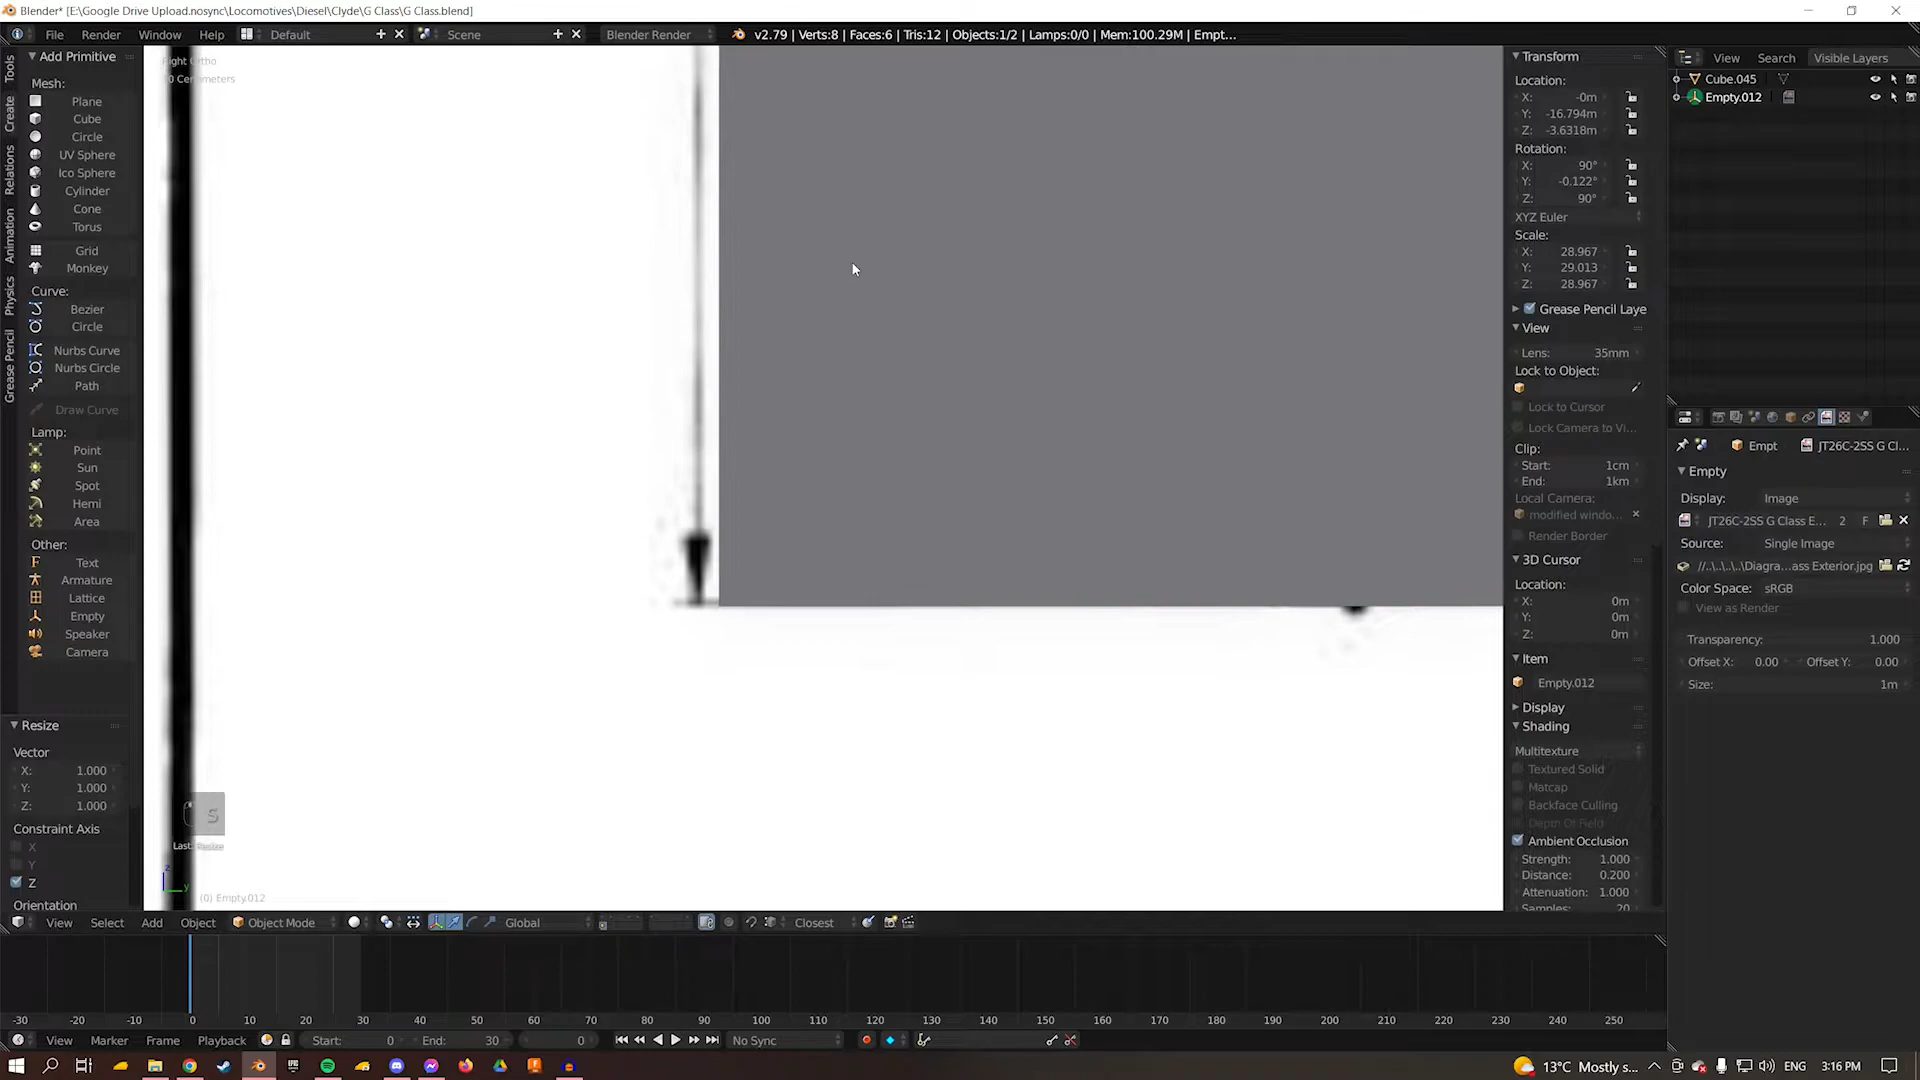 Blender* [E:\Google Drive Upload.nosync\Locomotives\Diesel\Clyde\G Class\G Class.blend]
File Render Window Help Default Scene Blender Render v2.79 | Verts:8 | Faces:6 | Tris:12 | Objects:1/2 | Lamps:0/0 | Mem:100.29M | Empt...
Tools
Create
Relations
Animation
Physics
Grease Pencil
Add Primitive
Mesh:
Plane
Cube
Circle
UV Sphere
Ico Sphere
Cylinder
Cone
Torus
Grid
Monkey
Curve:
Bezier
Circle
Nurbs Curve
Nurbs Circle
Path
Draw Curve
Lamp:
Point
Sun
Spot
Hemi
Area
Other:
Text
Armature
Lattice
Empty
Speaker
Camera
Resize
Vector
X: 1.000
Y: 1.000
Z: 1.000
Constraint Axis
X
Y
Z
Orientation
S
Last: Resize
z
y
(0) Empty.012
Transform
Location:
X: -0m
Y: -16.794m
Z: -3.6318m
Rotation:
X: 90°
Y: -0.122°
Z: 90°
XYZ Euler
Scale:
X: 28.967
Y: 29.013
Z: 28.967
Grease Pencil Laye
View
Lens: 35mm
Lock to Object:
Lock to Cursor
Lock Camera to Vi...
Clip:
Start: 1cm
End: 1km
Local Camera:
modified windo...
Render Border
3D Cursor
Location:
X: 0m
Y: 0m
Z: 0m
Item
Empty.012
Display
Shading
Multitexture
Textured Solid
Matcap
Backface Culling
Depth Of Field
Ambient Occlusion
Strength: 1.000
Distance: 0.200
Attenuation: 1.000
Samples: 20
View Search Visible Layers
Cube.045
Empty.012
Empt JT26C-2SS G Cl...
Empty
Display: Image
JT26C-2SS G Class E... 2 F
Source: Single Image
//..\..\..\..\Diagra...ass Exterior.jpg
Color Space: sRGB
View as Render
Transparency: 1.000
Offset X: 0.00 Offset Y: 0.00
Size: 1m
View Select Add Object Object Mode Global Closest
-30 -20 -10 0 10 20 30 40 50 60 70 80 90 100 110 120 130 140 150 160 170 180 190 200 210 220 230 240 250
View Marker Frame Playback Start: 0 End: 30 0 No Sync
13°C Mostly s... ENG 3:16 PM